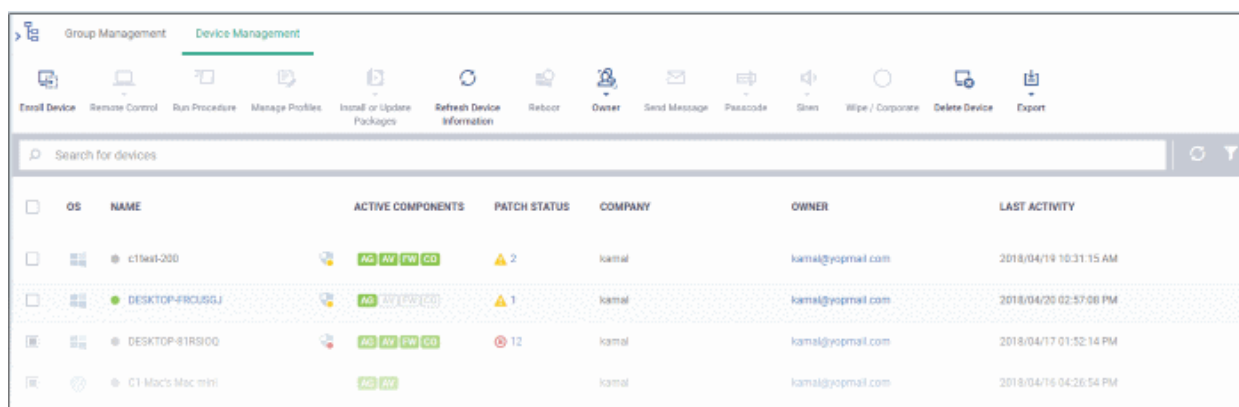 Group Management Device Management
Enroll Device Remote Control Run Procedure Manage Profiles Install or Update Packages Refresh Device Information Reboot Owner Send Message Passcode Siren Wipe / Corporate Delete Device Export
Search for devices
OS NAME ACTIVE COMPONENTS PATCH STATUS COMPANY OWNER LAST ACTIVITY
c1test-200 AG AV FW CO 2 kamal kamal@yopmail.com 2018/04/19 10:31:15 AM
DESKTOP-FRCUSGJ AG AV FW CO 1 kamal kamal@yopmail.com 2018/04/20 02:57:08 PM
DESKTOP-81RSIOQ AG AV FW CO 12 kamal kamal@yopmail.com 2018/04/17 01:52:14 PM
C1 Mac's Mac mini AG AV kamal kamal@yopmail.com 2018/04/16 04:26:54 PM